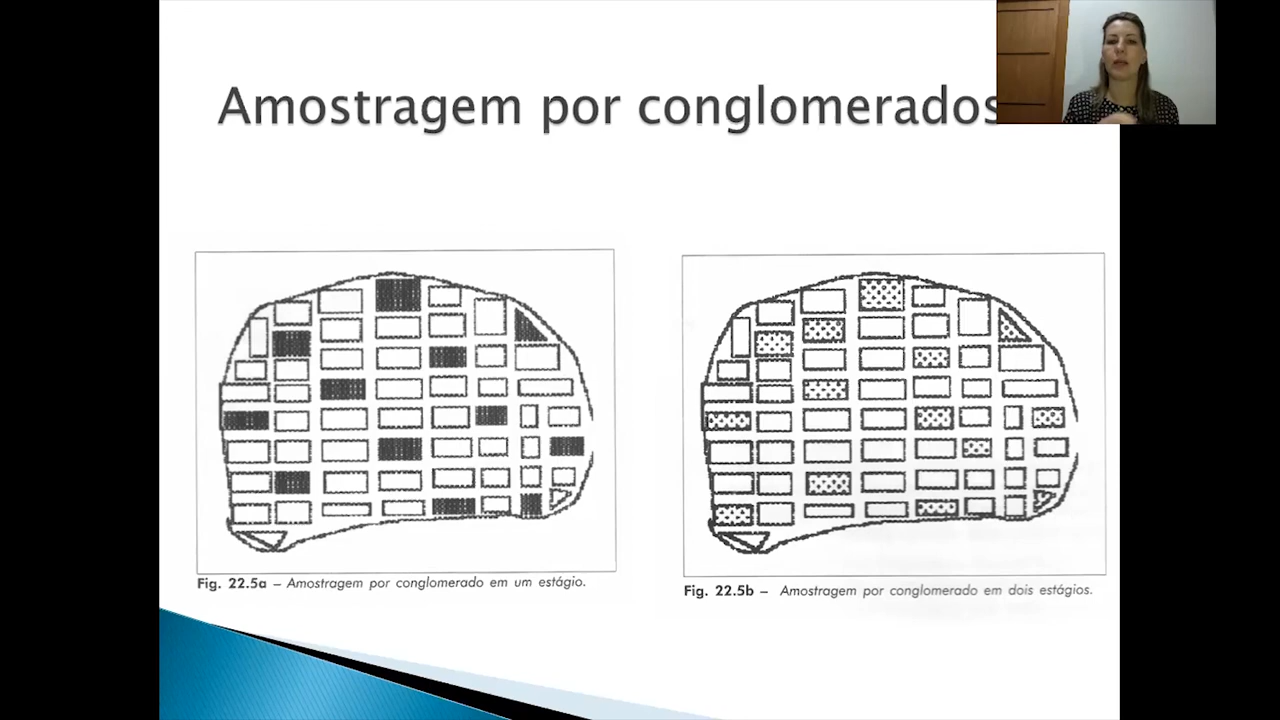 Amostragem por conglomerados
Fig. 22.5a – Amostragem por conglomerado em um estágio.
Fig. 22.5b – Amostragem por conglomerado em dois estágios.